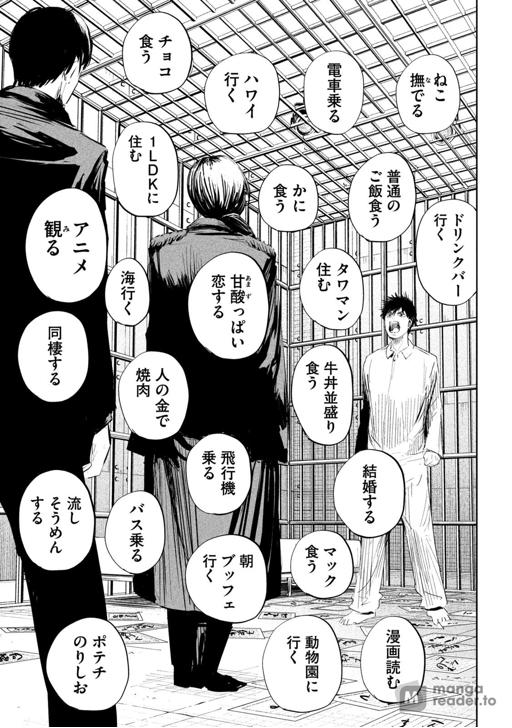 ねこ
撫でる
な
電車乗る
ハワイ
行く
チョコ
食う
ドリンクバー
行く
普通の
ご飯食う
かに
食う
1LDKに
住む
アニメ
観る
み
タワマン
住む
甘酸っぱい
恋する
あまず
海行く
同棲する
牛丼並盛り
食う
人の金で
焼肉
結婚する
飛行機
乗る
バス乗る
流し
そうめん
する
マック
食う
朝
ブッフェ
行く
漫画読む
動物園に
行く
ポテチ
のりしお
manga
reader.to